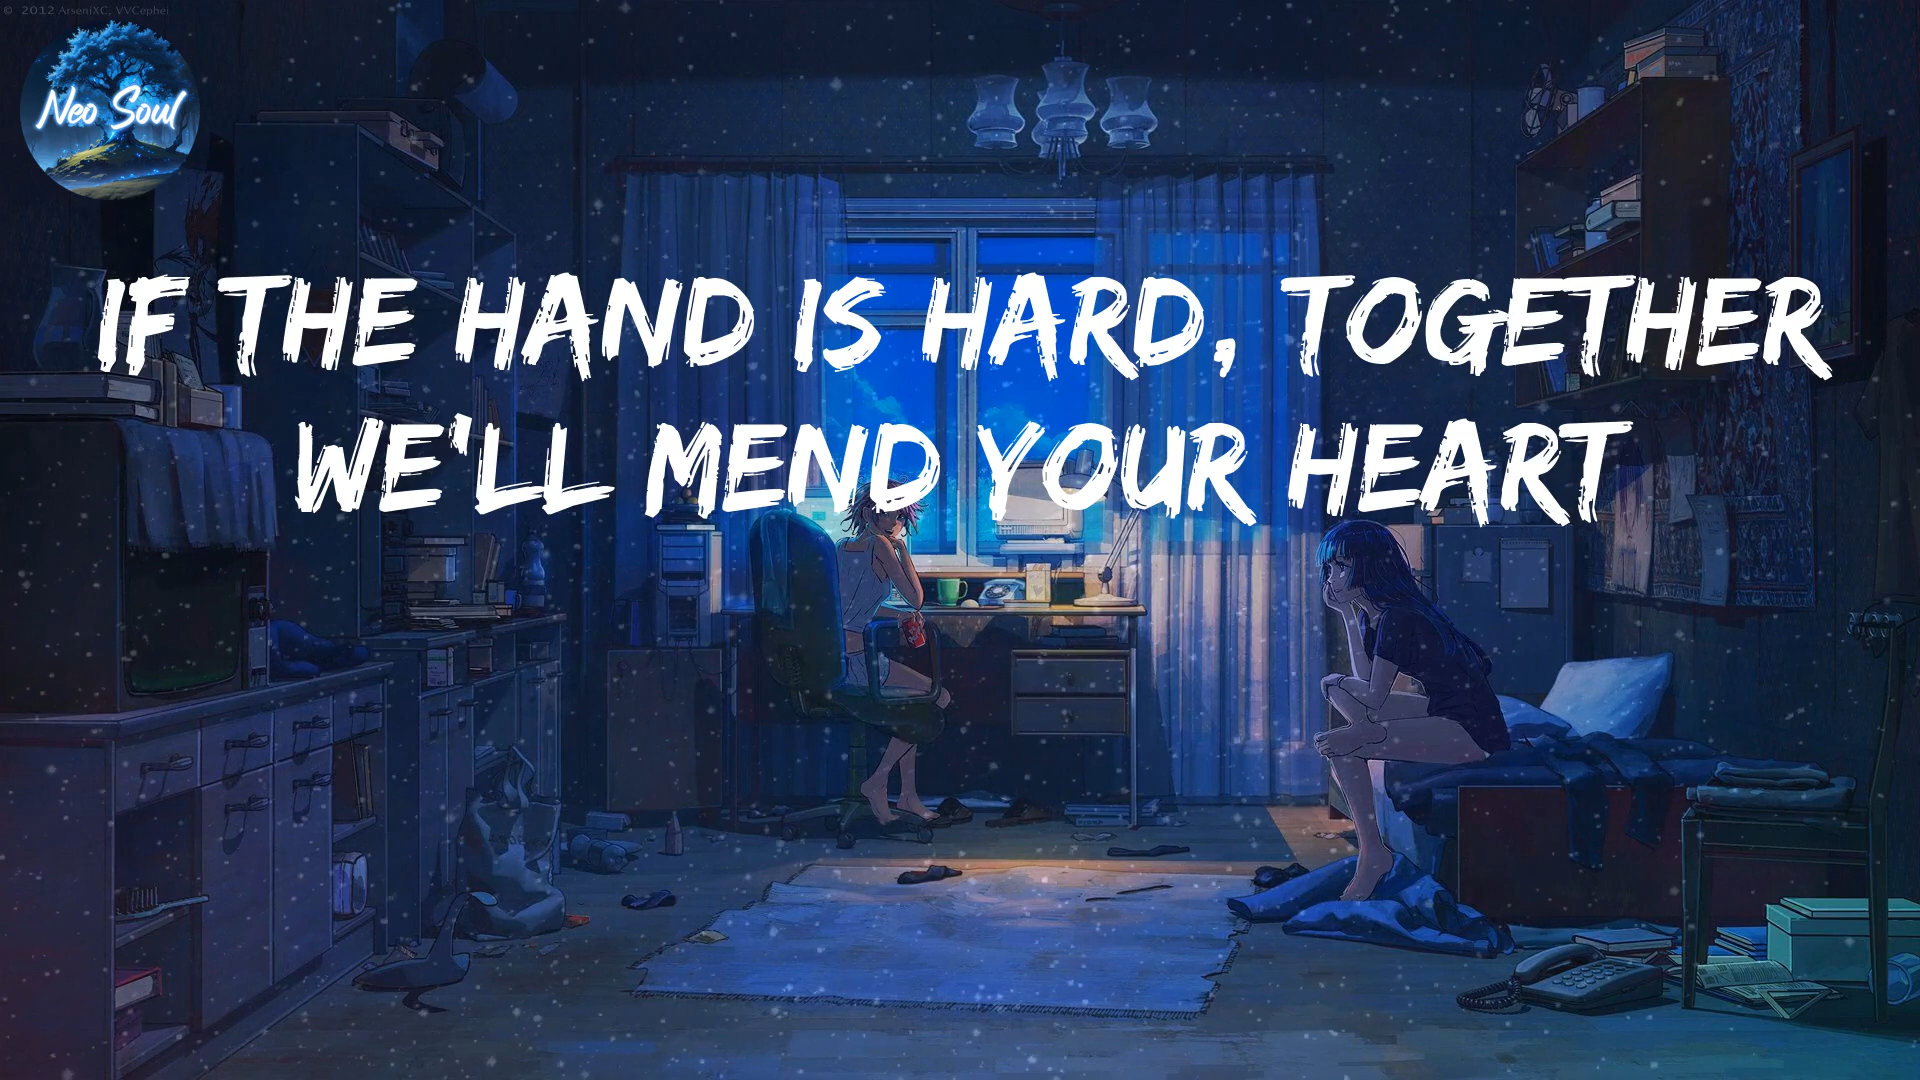 © 2012 ArseniXC, VVCephei
Neo Soul
IF THE HAND IS HARD, TOGETHER
WE'LL MEND YOUR HEART